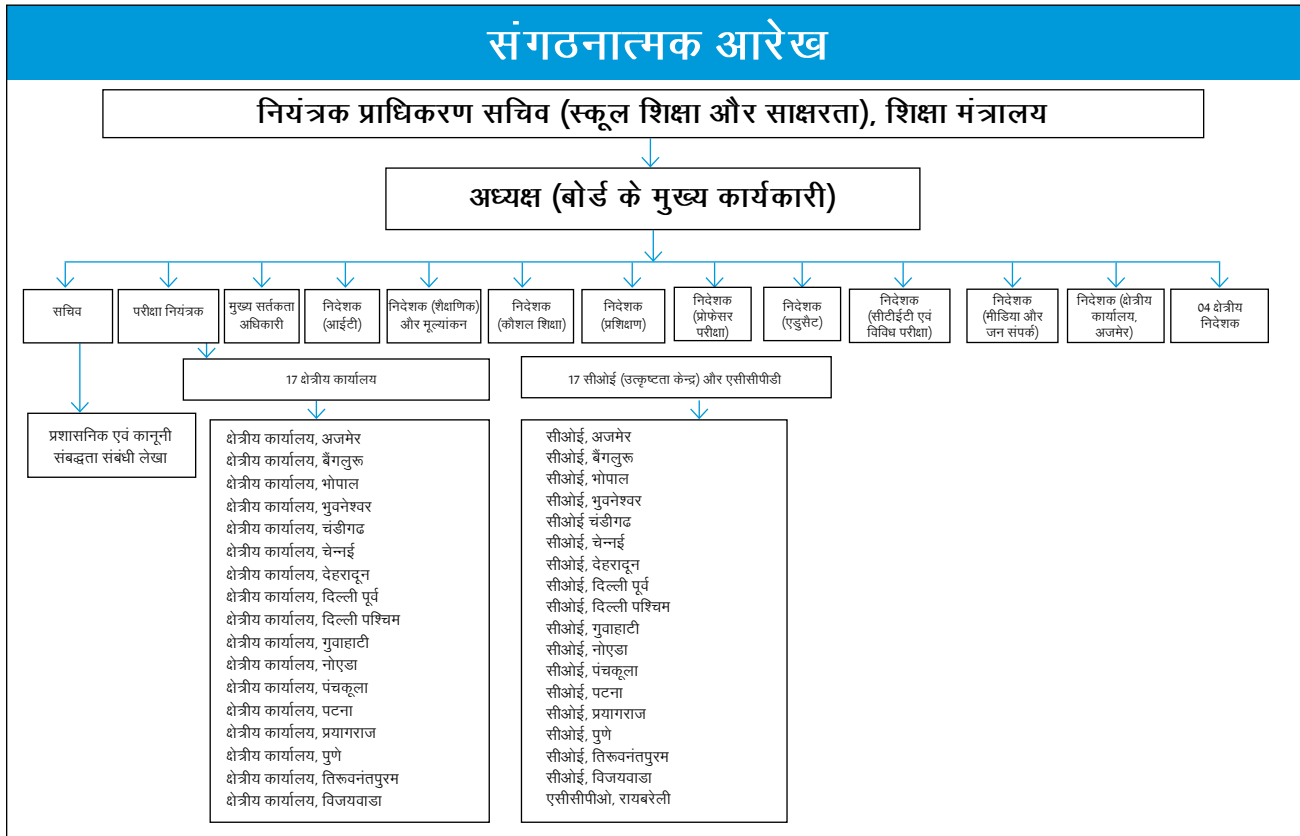 संगठनात्मक आरेख
नियंत्रक प्राधिकरण सचिव (स्कूल शिक्षा और साक्षरता), शिक्षा मंत्रालय
अध्यक्ष (बोर्ड के मुख्य कार्यकारी)
सचिव
परीक्षा नियंत्रक
मुख्य सर्तकता
अधिकारी
निदेशक
(आईटी)
निदेशक (शैक्षणिक)
और मूल्यांकन
निदेशक
(कौशल शिक्षा)
निदेशक
(प्रशिक्षण)
निदेशक
(प्रोफेसर
परीक्षा)
निदेशक
(एडुसैट)
निदेशक
(सीटीईटी एवं
विविध परीक्षा)
निदेशक
(मीडिया और
जन संपर्क)
निदेशक (क्षेत्रीय
कार्यालय,
अजमेर)
04 क्षेत्रीय
निदेशक
17 क्षेत्रीय कार्यालय
17 सीओई (उत्कृष्टता केन्द्र) और एसीसीपीडी
प्रशासनिक एवं कानूनी
संबद्धता संबंधी लेखा
क्षेत्रीय कार्यालय, अजमेर
क्षेत्रीय कार्यालय, बैंगलुरू
क्षेत्रीय कार्यालय, भोपाल
क्षेत्रीय कार्यालय, भुवनेश्वर
क्षेत्रीय कार्यालय, चंडीगढ
क्षेत्रीय कार्यालय, चेन्नई
क्षेत्रीय कार्यालय, देहरादून
क्षेत्रीय कार्यालय, दिल्ली पूर्व
क्षेत्रीय कार्यालय, दिल्ली पश्चिम
क्षेत्रीय कार्यालय, गुवाहाटी
क्षेत्रीय कार्यालय, नोएडा
क्षेत्रीय कार्यालय, पंचकूला
क्षेत्रीय कार्यालय, पटना
क्षेत्रीय कार्यालय, प्रयागराज
क्षेत्रीय कार्यालय, पुणे
क्षेत्रीय कार्यालय, तिरूवनंतपुरम
क्षेत्रीय कार्यालय, विजयवाडा
सीओई, अजमेर
सीओई, बैंगलुरू
सीओई, भोपाल
सीओई, भुवनेश्वर
सीओई चंडीगढ
सीओई, चेन्नई
सीओई, देहरादून
सीओई, दिल्ली पूर्व
सीओई, दिल्ली पश्चिम
सीओई, गुवाहाटी
सीओई, नोएडा
सीओई, पंचकूला
सीओई, पटना
सीओई, प्रयागराज
सीओई, पुणे
सीओई, तिरूवनंतपुरम
सीओई, विजयवाडा
एसीसीपीओ, रायबरेली